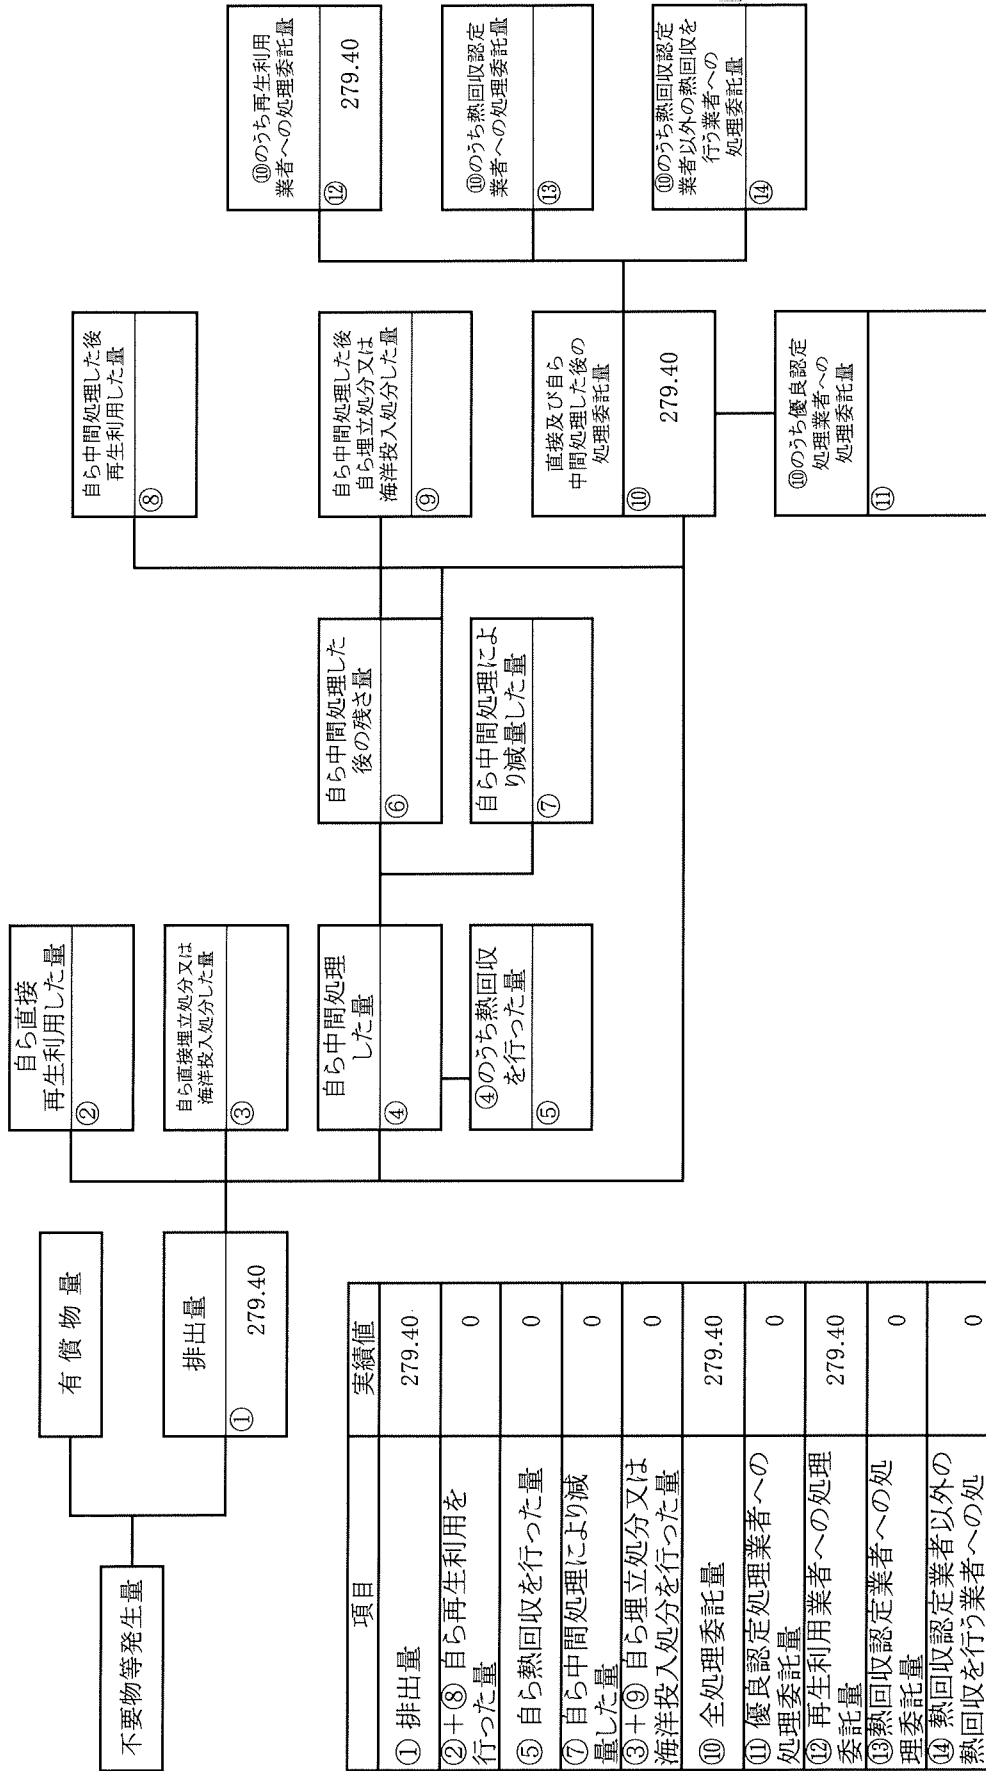 不要物等発生量
有償物量
排出量
①
279.40
自ら直接
再生利用した量
②
自ら直接埋立処分又は
海洋投入処分した量
③
自ら中間処理
した量
④
④のうち熱回収
を行った量
⑤
自ら中間処理した
後の残さ量
⑥
自ら中間処理によ
り減量した量
⑦
自ら中間処理した後
再生利用した量
⑧
自ら中間処理した後
自ら埋立処分又は
海洋投入処分した量
⑨
直接及び自ら
中間処理した後の
処理委託量
⑩
279.40
⑩のうち優良認定
処理業者への
処理委託量
⑪
⑩のうち再生利用
業者への処理委託量
⑫
279.40
⑩のうち熱回収認定
業者への処理委託量
⑬
⑩のうち熱回収認定
業者以外の熱回収を
行う業者への
処理委託量
⑭
項目 実績値
①排出量 279.40
②+⑧自ら再生利用を
行った量 0
⑤自ら熱回収を行った量 0
⑦自ら中間処理により減
量した量 0
③+⑨自ら埋立処分又は
海洋投入処分を行った量 0
⑩全処理委託量 279.40
⑪優良認定処理業者への
処理委託量 0
⑫再生利用業者への処理
委託量 279.40
⑬熱回収認定業者への処
理委託量 0
⑭熱回収認定業者以外の
熱回収を行う業者への処 0